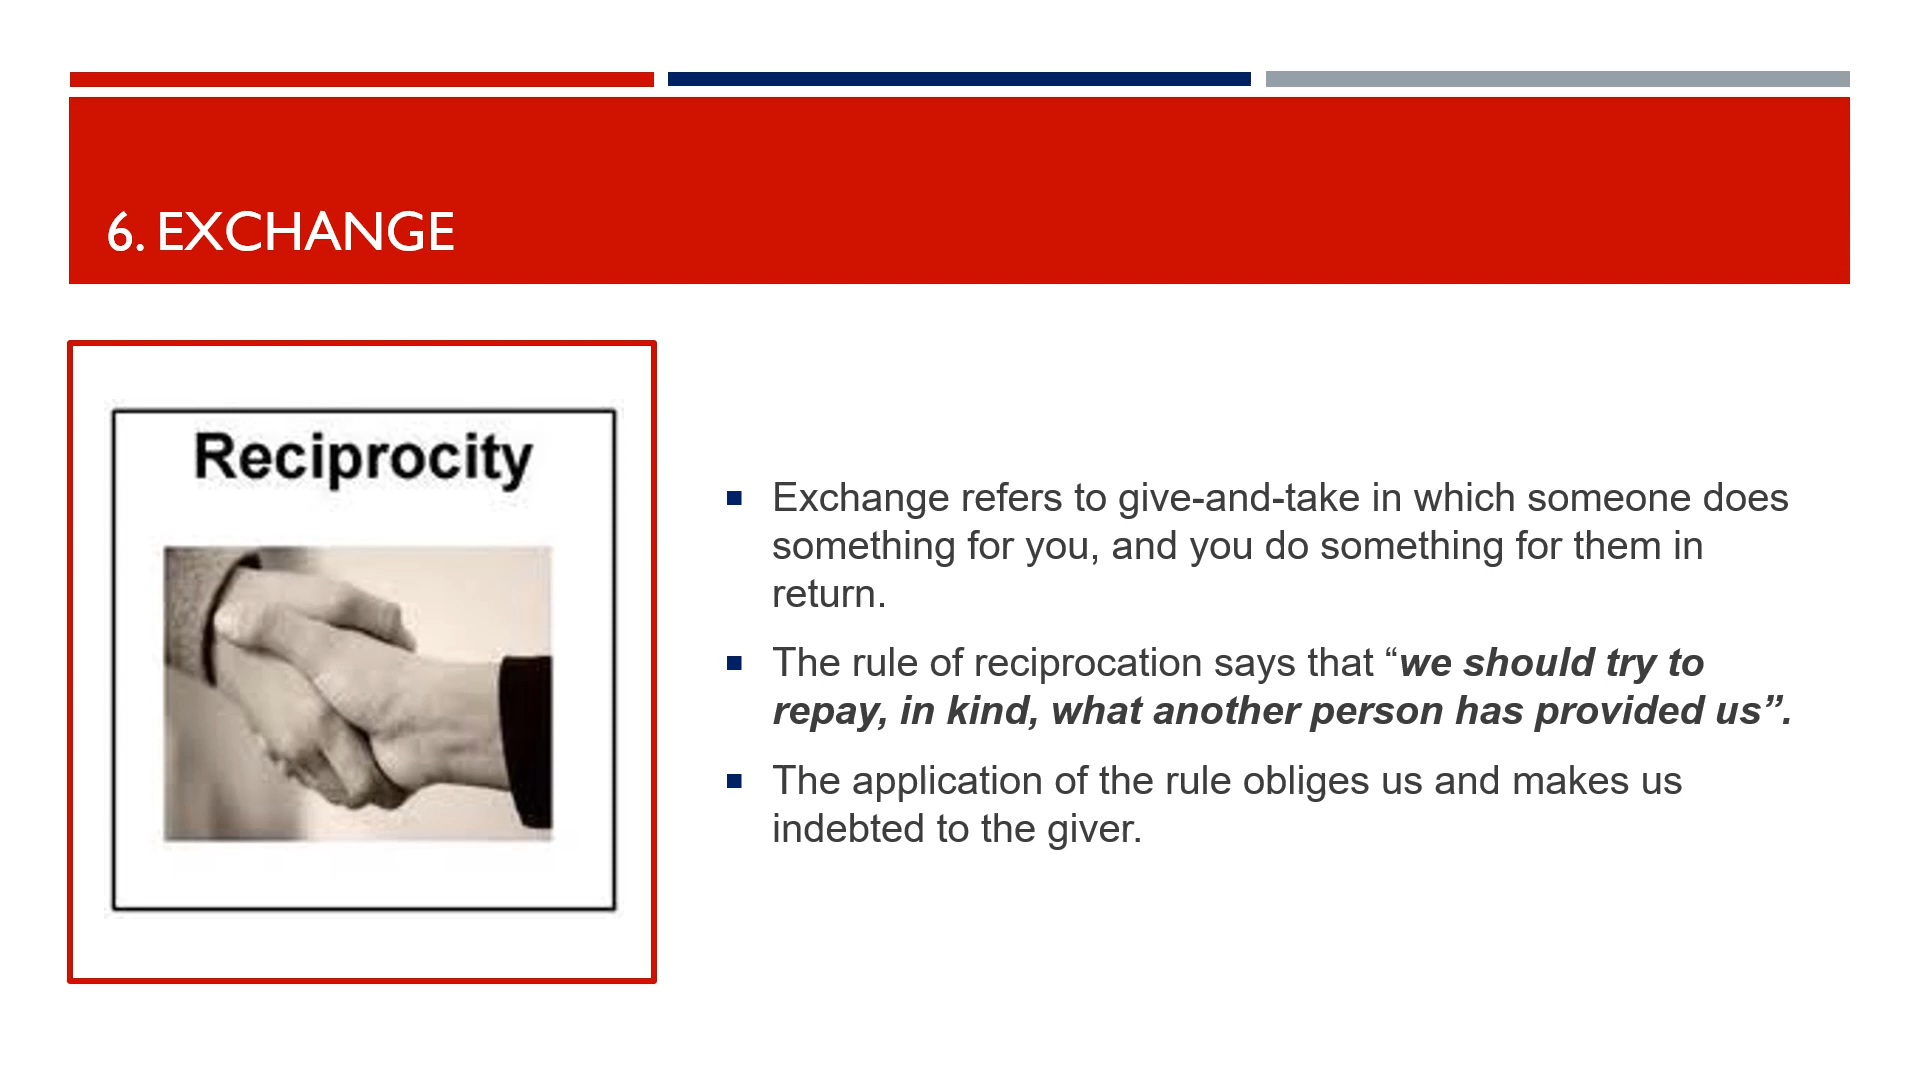 6. EXCHANGE
Reciprocity
Exchange refers to give-and-take in which someone does
something for you, and you do something for them in
return.
The rule of reciprocation says that “we should try to
repay, in kind, what another person has provided us”.
The application of the rule obliges us and makes us
indebted to the giver.